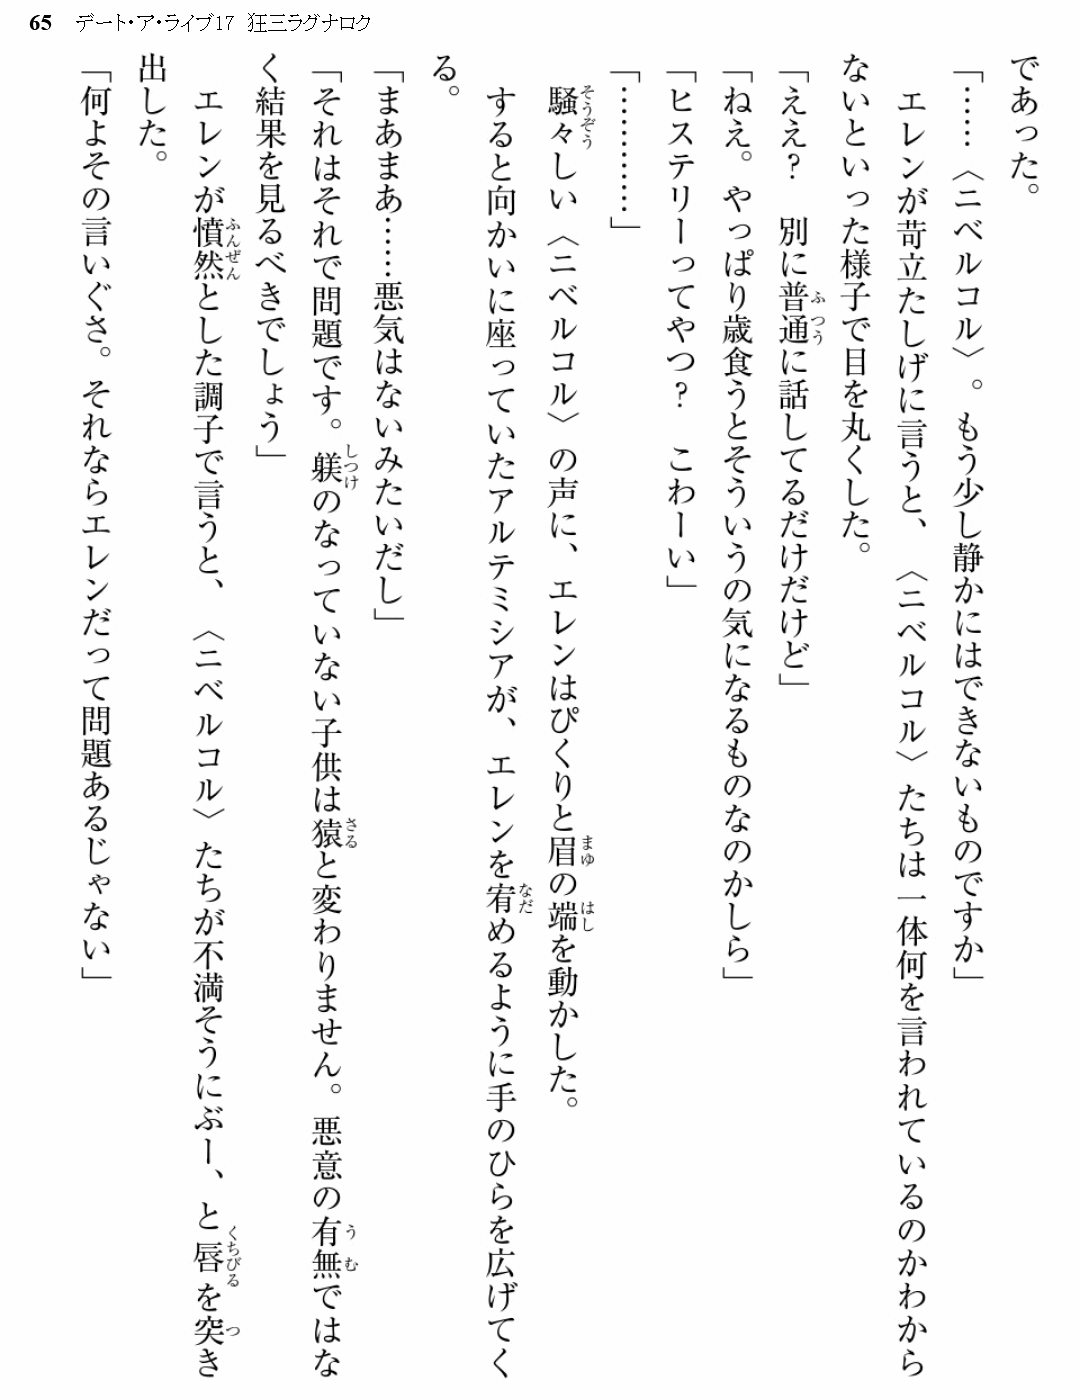 65　デート・ア・ライブ17　狂三ラグナロク
であった。
「……〈ニベルコル〉。もう少し静かにはできないものですか」
　エレンが苛立たしげに言うと、〈ニベルコル〉たちは一体何を言われているのかわから
ないといった様子で目を丸くした。
「ええ？　別に普通に話してるだけだけど」
「ねえ。やっぱり歳食うとそういうの気になるものなのかしら」
「ヒステリーってやつ？　こわーい」
「…………」
　騒々しい〈ニベルコル〉の声に、エレンはぴくりと眉の端を動かした。
　すると向かいに座っていたアルテミシアが、エレンを宥めるように手のひらを広げてく
る。
「まあまあ……悪気はないみたいだし」
「それはそれで問題です。躾のなっていない子供は猿と変わりません。悪意の有無ではな
く結果を見るべきでしょう」
　エレンが憤然とした調子で言うと、〈ニベルコル〉たちが不満そうにぶー、と唇を突き
出した。
「何よその言いぐさ。それならエレンだって問題あるじゃない」